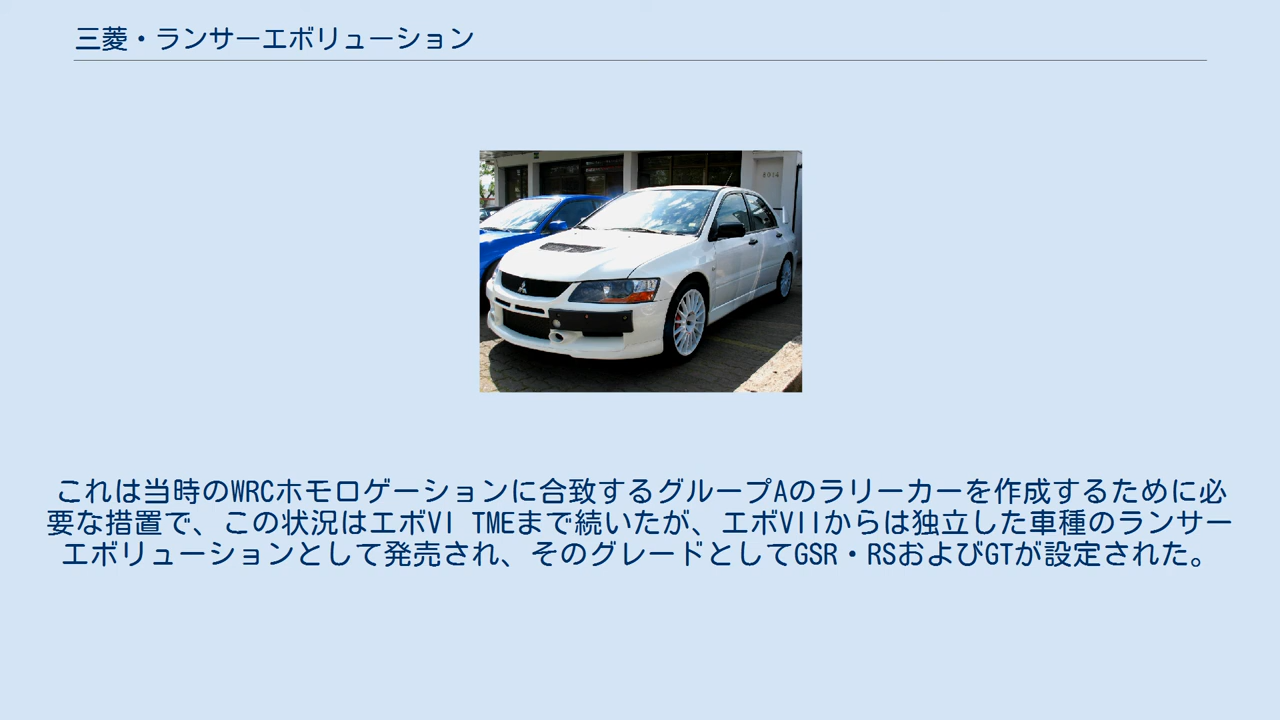 三菱・ランサーエボリューション
これは当時のWRCホモロゲーションに合致するグループAのラリーカーを作成するために必
要な措置で、この状況はエボVI TMEまで続いたが、エボVIIからは独立した車種のランサー
エボリューションとして発売され、そのグレードとしてGSR・RSおよびGTが設定された。